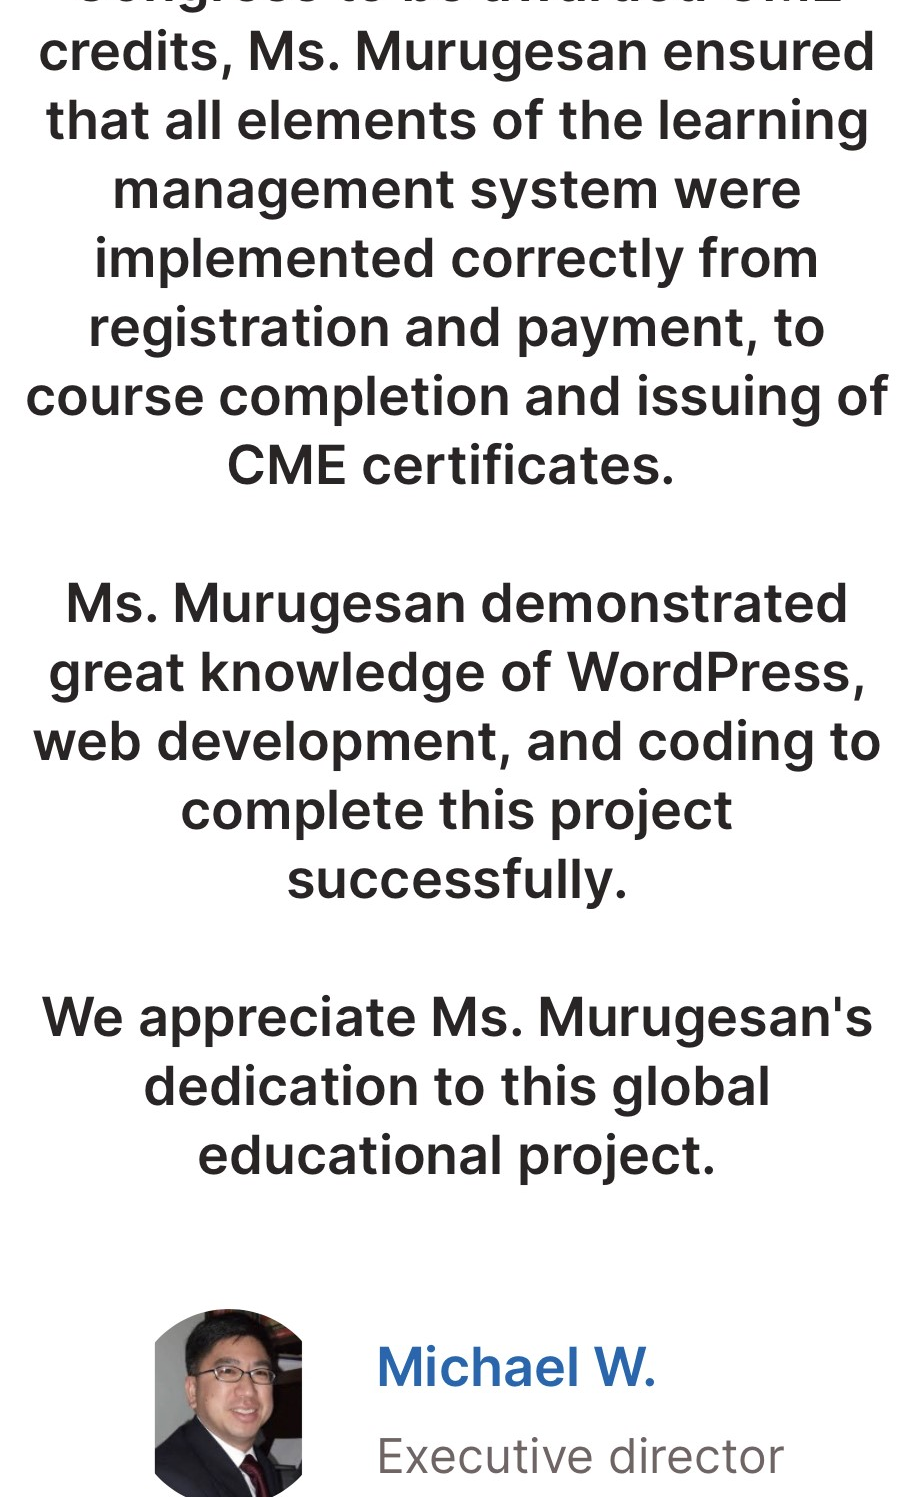 credits, Ms. Murugesan ensured
that all elements of the learning
management system were
implemented correctly from
registration and payment, to
course completion and issuing of
CME certificates.
Ms. Murugesan demonstrated
great knowledge of WordPress,
web development, and coding to
complete this project
successfully.
We appreciate Ms. Murugesan's
dedication to this global
educational project.
Michael W.
Executive director